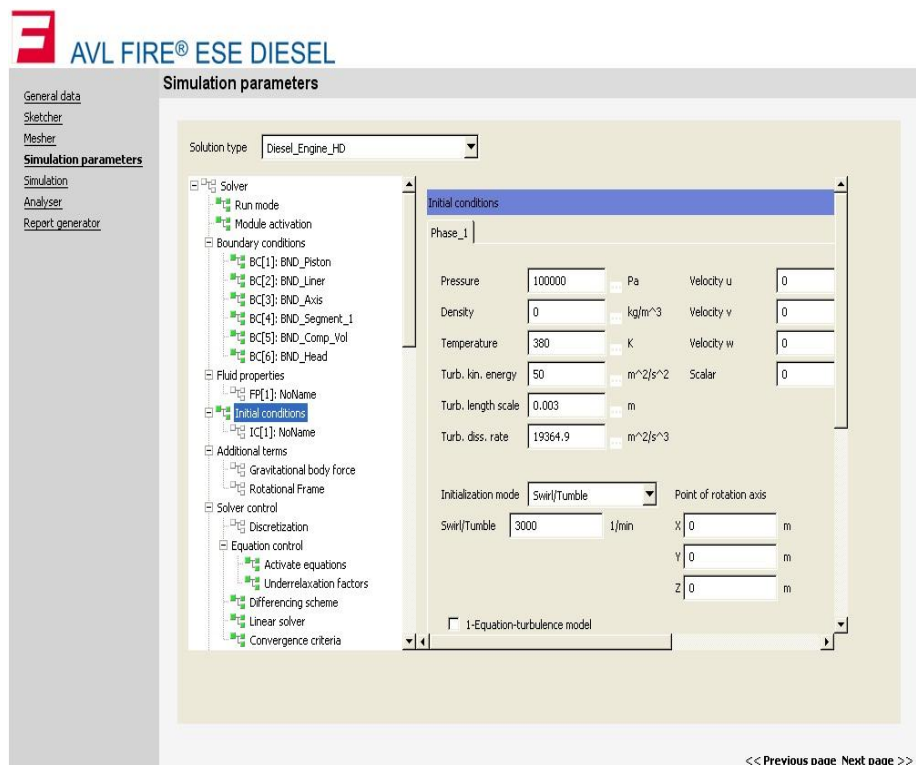 AVL FIRE® ESE DIESEL
Simulation parameters
General data
Sketcher
Mesher
Simulation parameters
Simulation
Analyser
Report generator
Solution type Diesel_Engine_HD
Solver
Run mode
Module activation
Boundary conditions
BC[1]: BND_Piston
BC[2]: BND_Liner
BC[3]: BND_Axis
BC[4]: BND_Segment_1
BC[5]: BND_Comp_Vol
BC[6]: BND_Head
Fluid properties
FP[1]: NoName
Initial conditions
IC[1]: NoName
Additional terms
Gravitational body force
Rotational Frame
Solver control
Discretization
Equation control
Activate equations
Underrelaxation factors
Differencing scheme
Linear solver
Convergence criteria
Initial conditions
Phase_1
Pressure 100000 ... Pa Velocity u 0
Density 0 ... kg/m^3 Velocity v 0
Temperature 380 ... K Velocity w 0
Turb. kin. energy 50 ... m^2/s^2 Scalar 0
Turb. length scale 0.003 ... m
Turb. diss. rate 19364.9 ... m^2/s^3
Initialization mode Swirl/Tumble Point of rotation axis
Swirl/Tumble 3000 1/min X 0 m
Y 0 m
Z 0 m
1-Equation-turbulence model
<< Previous page Next page >>